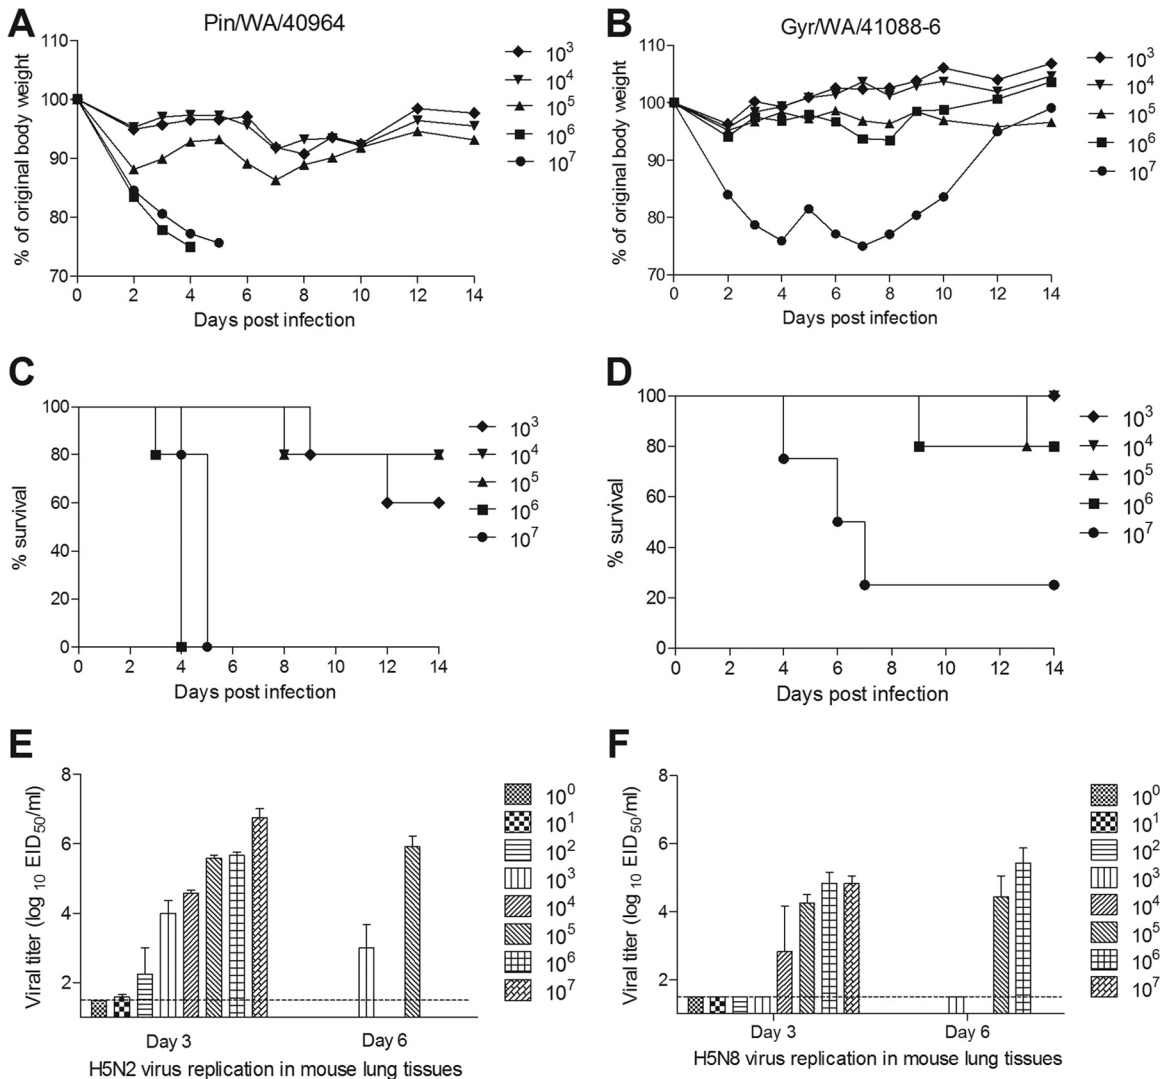 A
Pin/WA/40964
% of original body weight
110
100
90
80
70
0 2 4 6 8 10 12 14
Days post infection
10³
10⁴
10⁵
10⁶
10⁷
B
Gyr/WA/41088-6
% of original body weight
110
100
90
80
70
0 2 4 6 8 10 12 14
Days post infection
10³
10⁴
10⁵
10⁶
10⁷
C
% survival
100
80
60
40
20
0
0 2 4 6 8 10 12 14
Days post infection
10³
10⁴
10⁵
10⁶
10⁷
D
% survival
100
80
60
40
20
0
0 2 4 6 8 10 12 14
Days post infection
10³
10⁴
10⁵
10⁶
10⁷
E
Viral titer (log ₁₀ EID₅₀/ml)
8
6
4
2
Day 3 Day 6
H5N2 virus replication in mouse lung tissues
10⁰
10¹
10²
10³
10⁴
10⁵
10⁶
10⁷
F
Viral titer (log ₁₀ EID₅₀/ml)
8
6
4
2
Day 3 Day 6
H5N8 virus replication in mouse lung tissues
10⁰
10¹
10²
10³
10⁴
10⁵
10⁶
10⁷